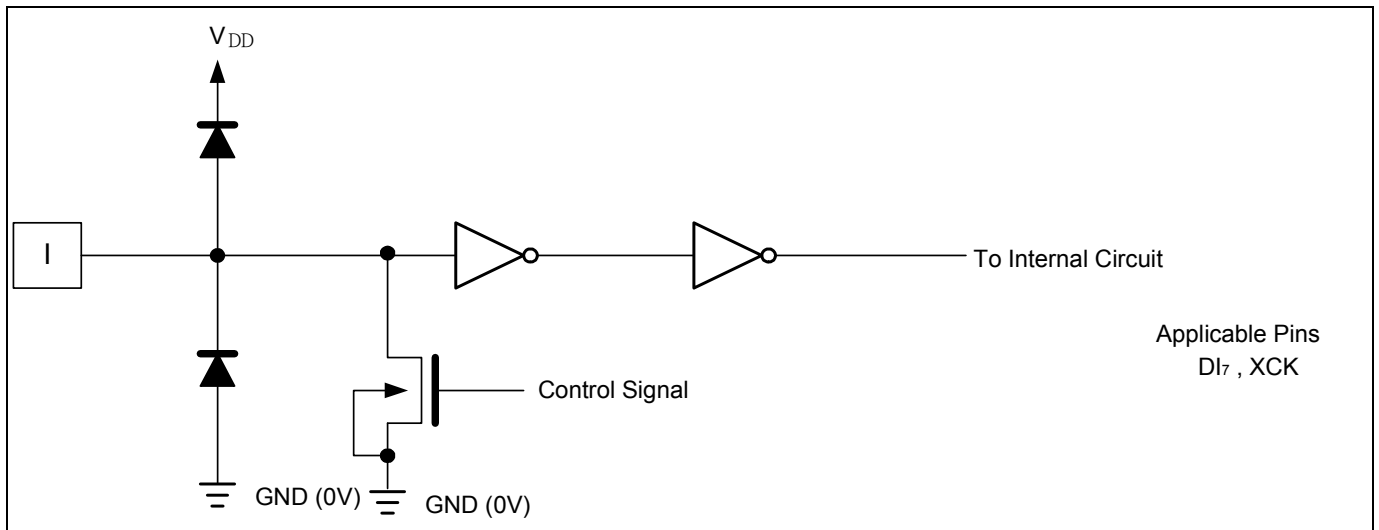 VDD
I
To Internal Circuit
Applicable Pins
DI7 , XCK
Control Signal
GND (0V)
GND (0V)